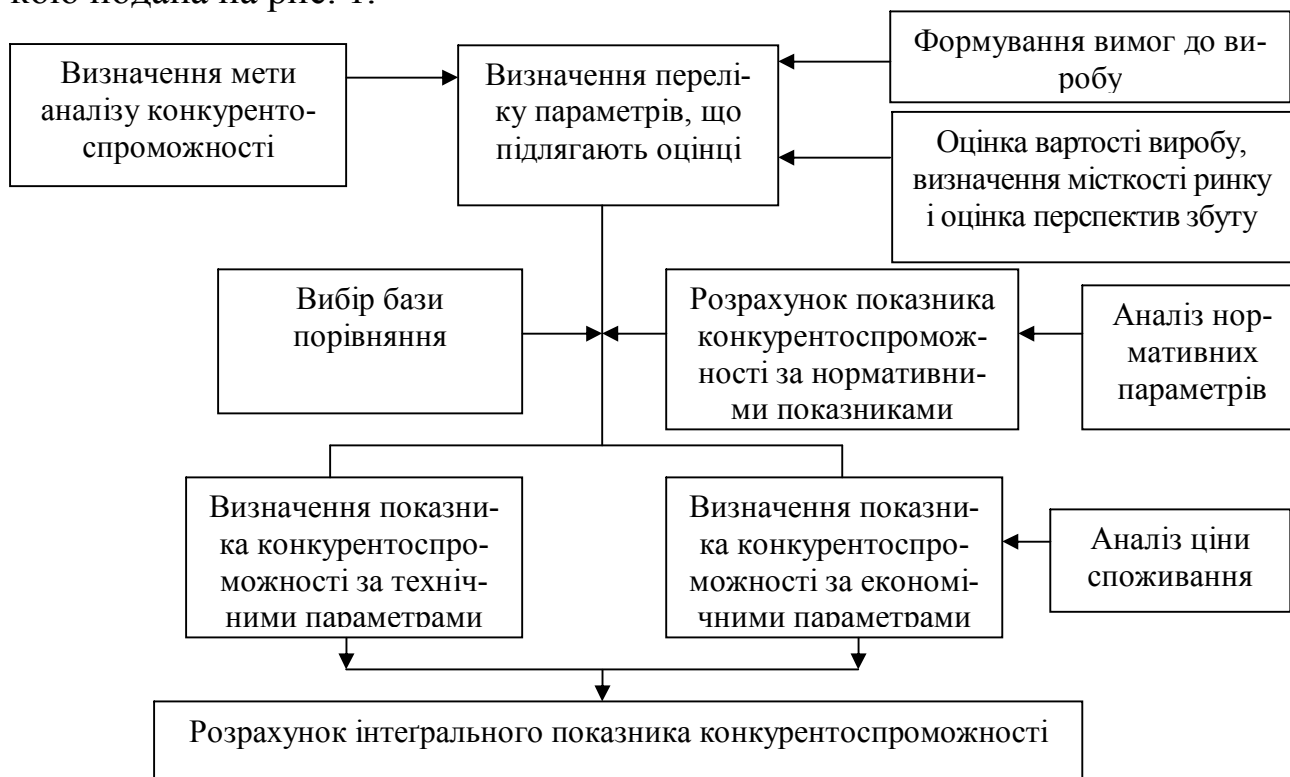 кою подана на рис. 1.
Визначення мети
аналізу конкуренто-
спроможності
Визначення перелі-
ку параметрів, що
підлягають оцінці
Формування вимог до ви-
робу
Оцінка вартості виробу,
визначення місткості ринку
і оцінка перспектив збуту
Вибір бази
порівняння
Розрахунок показника
конкурентоспромож-
ності за нормативни-
ми показниками
Аналіз нор-
мативних
параметрів
Визначення показни-
ка конкурентоспро-
можності за техніч-
ними параметрами
Визначення показни-
ка конкурентоспро-
можності за економі-
чними параметрами
Аналіз ціни
споживання
Розрахунок інтеґрального показника конкурентоспроможності